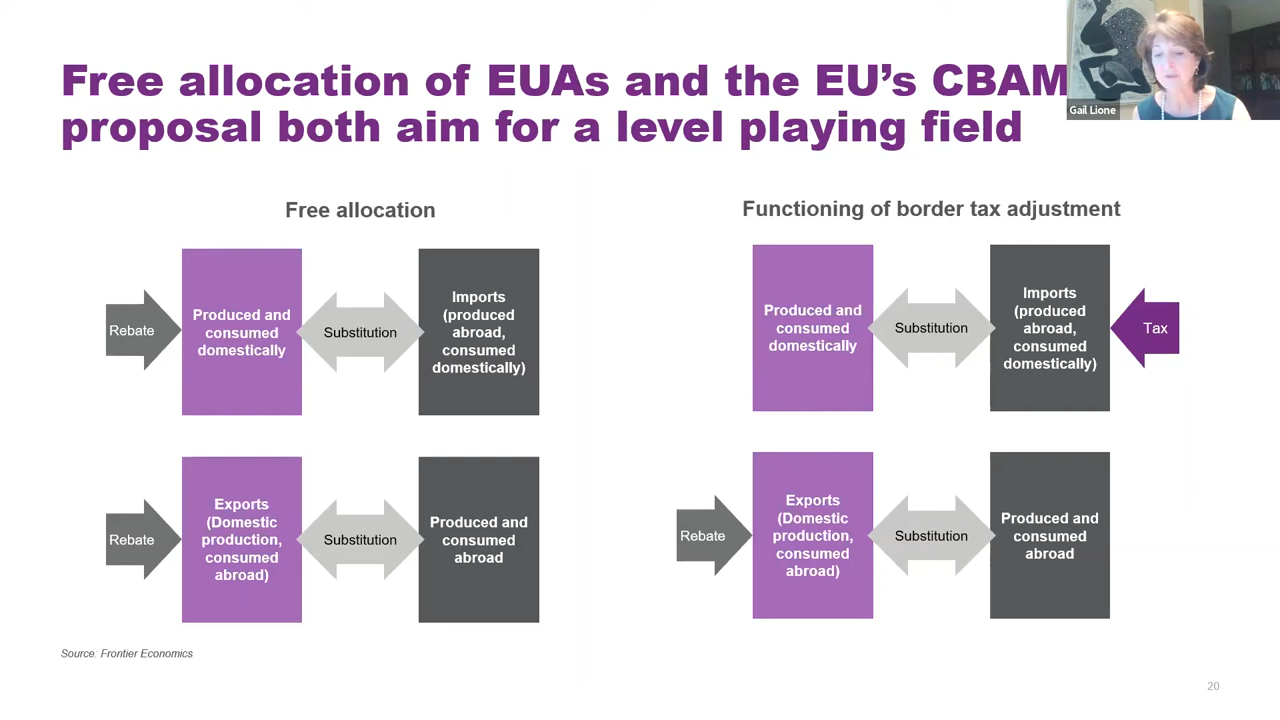 Free allocation of EUAs and the EU's CBAM
proposal both aim for a level playing field
Gail Lione
Free allocation
Rebate
Produced and
consumed
domestically
Substitution
Imports
(produced
abroad,
consumed
domestically)
Rebate
Exports
(Domestic
production,
consumed
abroad)
Substitution
Produced and
consumed
abroad
Functioning of border tax adjustment
Produced and
consumed
domestically
Substitution
Imports
(produced
abroad,
consumed
domestically)
Tax
Rebate
Exports
(Domestic
production,
consumed
abroad)
Substitution
Produced and
consumed
abroad
Source: Frontier Economics
20